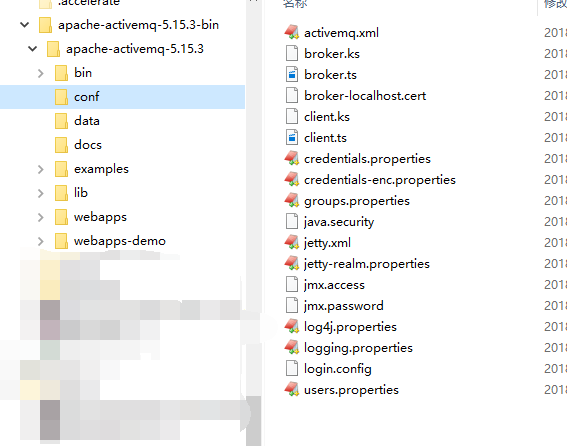 .accelerate
apache-activemq-5.15.3-bin
apache-activemq-5.15.3
bin
conf
data
docs
examples
lib
webapps
webapps-demo
名称
修改
activemq.xml 2018
broker.ks 2018
broker.ts 2018
broker-localhost.cert 2018
client.ks 2018
client.ts 2018
credentials.properties 2018
credentials-enc.properties 2018
groups.properties 2018
java.security 2018
jetty.xml 2018
jetty-realm.properties 2018
jmx.access 2018
jmx.password 2018
log4j.properties 2018
logging.properties 2018
login.config 2018
users.properties 2018